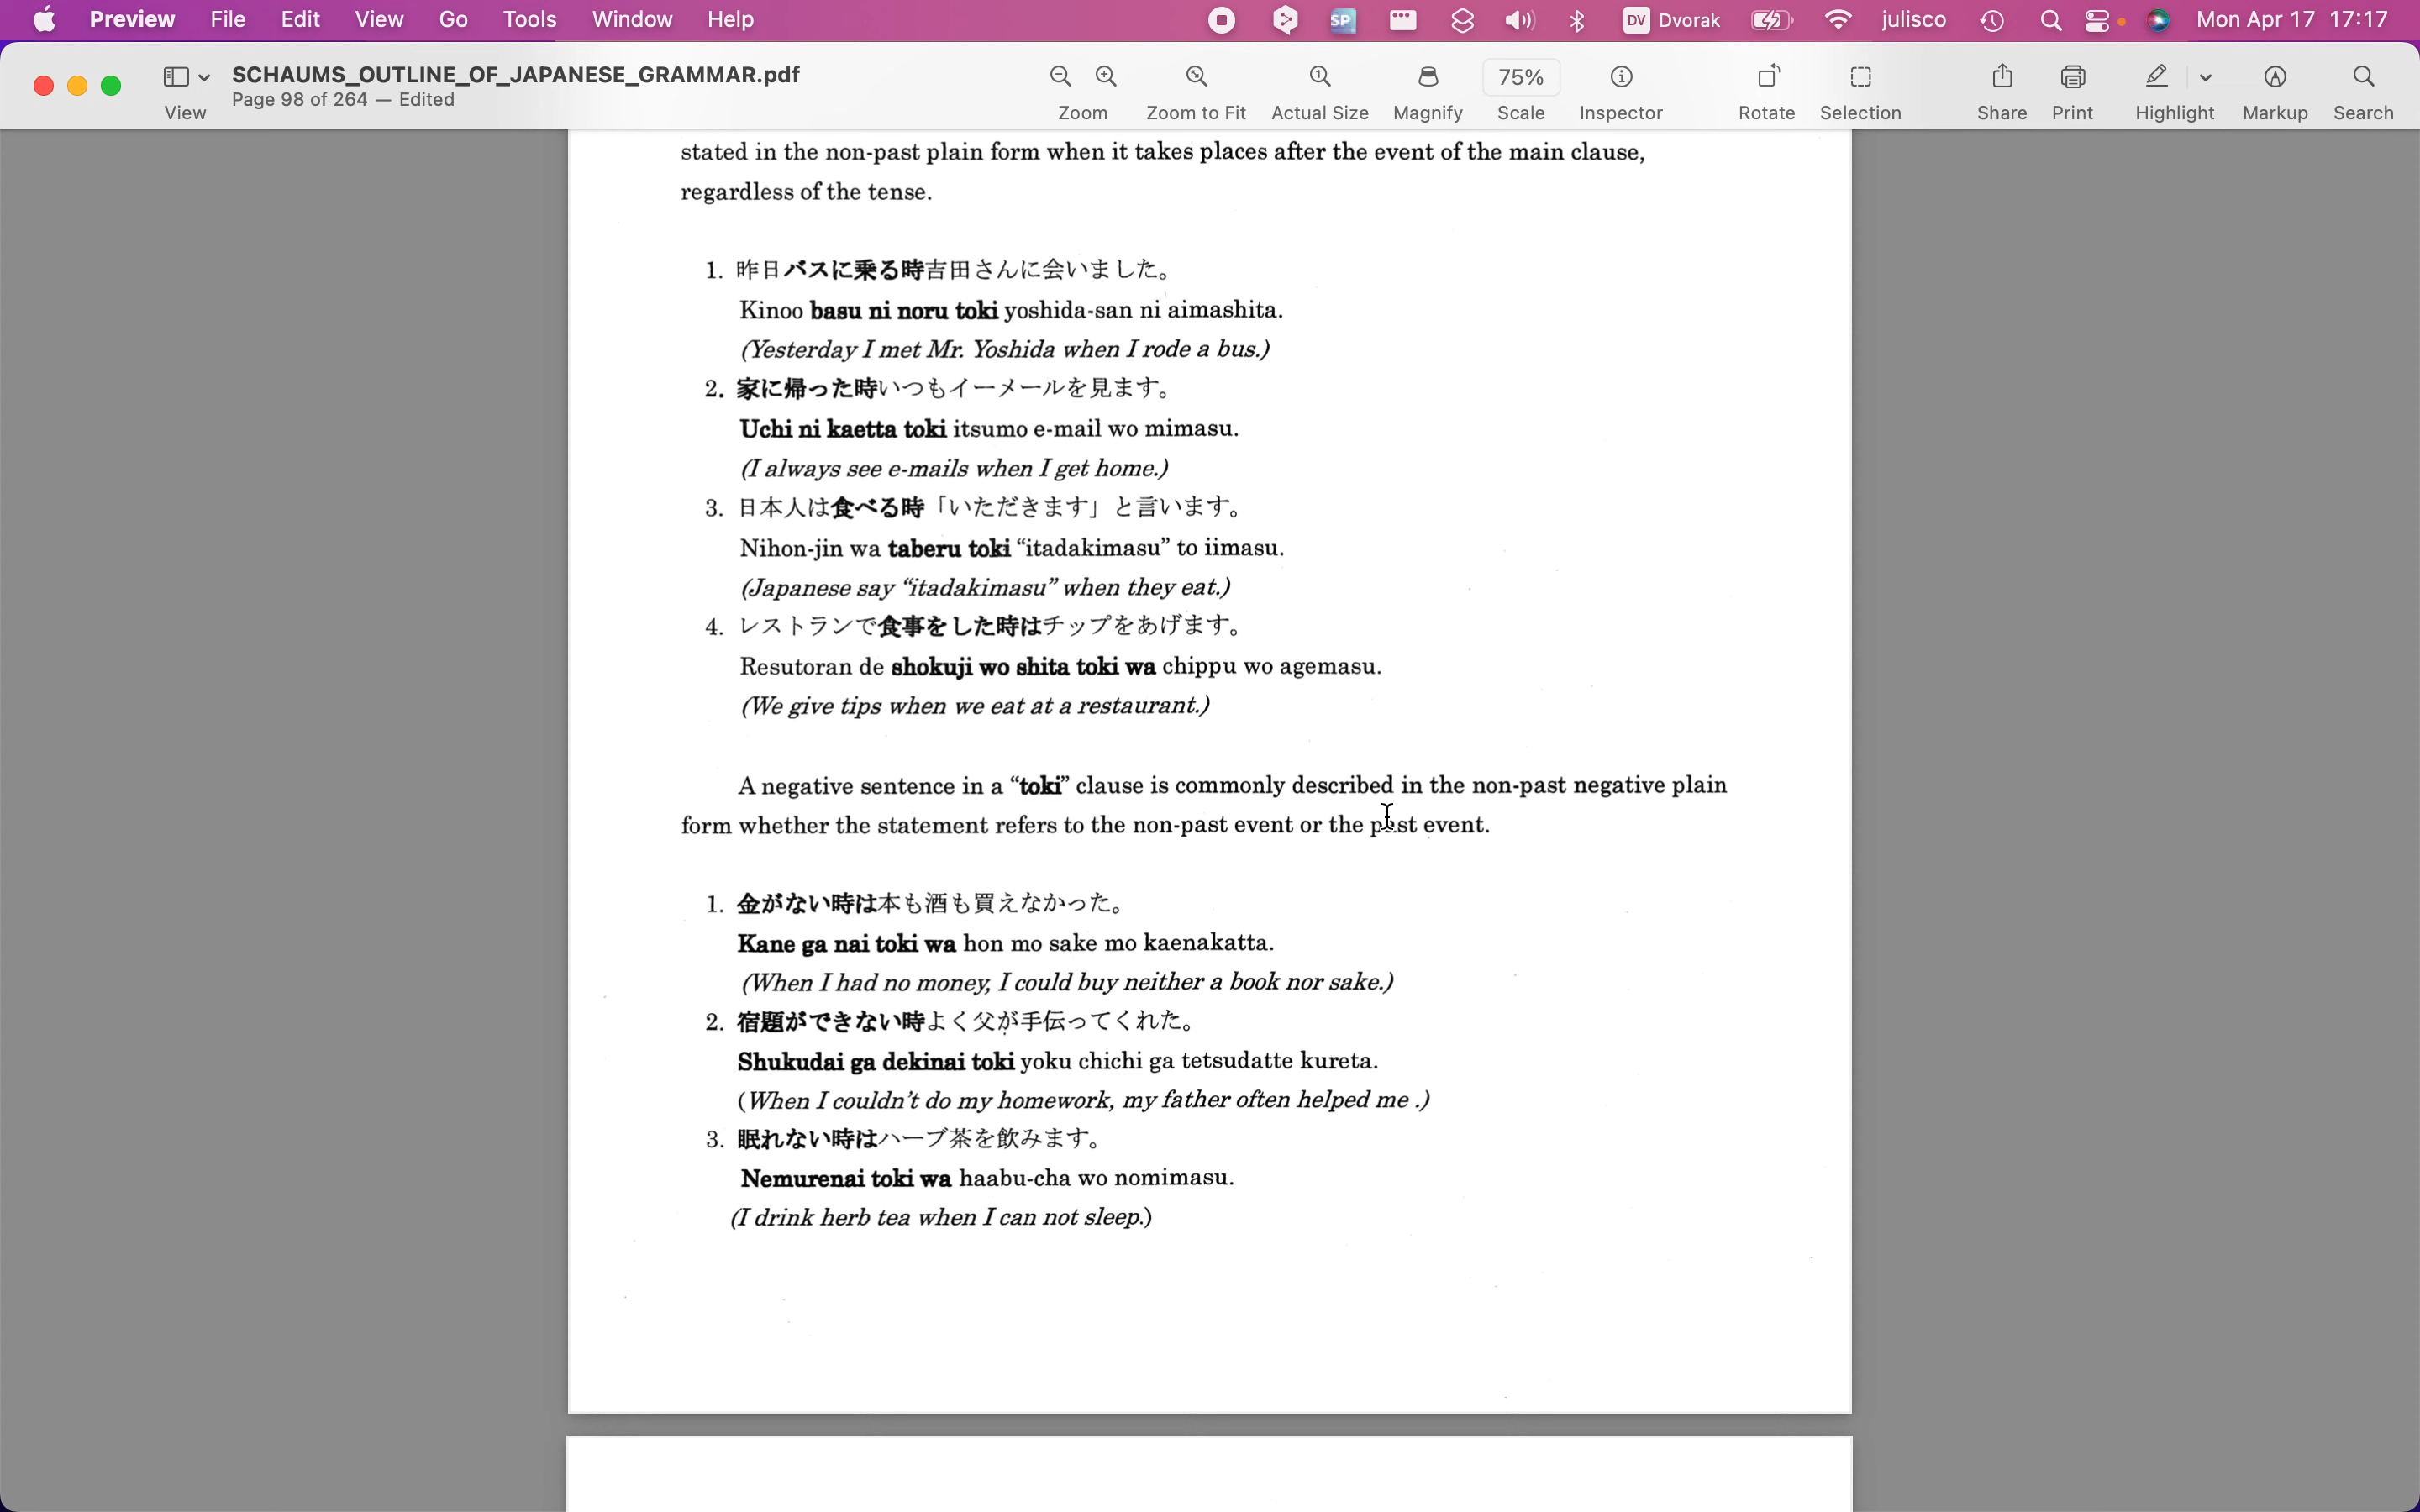 Preview File Edit View Go Tools Window Help SP DV Dvorak julisco Mon Apr 17 17:17
SCHAUMS_OUTLINE_OF_JAPANESE_GRAMMAR.pdf
Page 98 of 264 — Edited
75%
View Zoom Zoom to Fit Actual Size Magnify Scale Inspector Rotate Selection Share Print Highlight Markup Search
stated in the non-past plain form when it takes places after the event of the main clause,
regardless of the tense.
1. 昨日バスに乗る時吉田さんに会いました。
Kinoo basu ni noru toki yoshida-san ni aimashita.
(Yesterday I met Mr. Yoshida when I rode a bus.)
2. 家に帰った時いつもイーメールを見ます。
Uchi ni kaetta toki itsumo e-mail wo mimasu.
(I always see e-mails when I get home.)
3. 日本人は食べる時「いただきます」と言います。
Nihon-jin wa taberu toki “itadakimasu” to iimasu.
(Japanese say “itadakimasu” when they eat.)
4. レストランで食事をした時はチップをあげます。
Resutoran de shokuji wo shita toki wa chippu wo agemasu.
(We give tips when we eat at a restaurant.)
A negative sentence in a “toki” clause is commonly described in the non-past negative plain
form whether the statement refers to the non-past event or the past event.
1. 金がない時は本も酒も買えなかった。
Kane ga nai toki wa hon mo sake mo kaenakatta.
(When I had no money, I could buy neither a book nor sake.)
2. 宿題ができない時よく父が手伝ってくれた。
Shukudai ga dekinai toki yoku chichi ga tetsudatte kureta.
(When I couldn’t do my homework, my father often helped me .)
3. 眠れない時はハーブ茶を飲みます。
Nemurenai toki wa haabu-cha wo nomimasu.
(I drink herb tea when I can not sleep.)